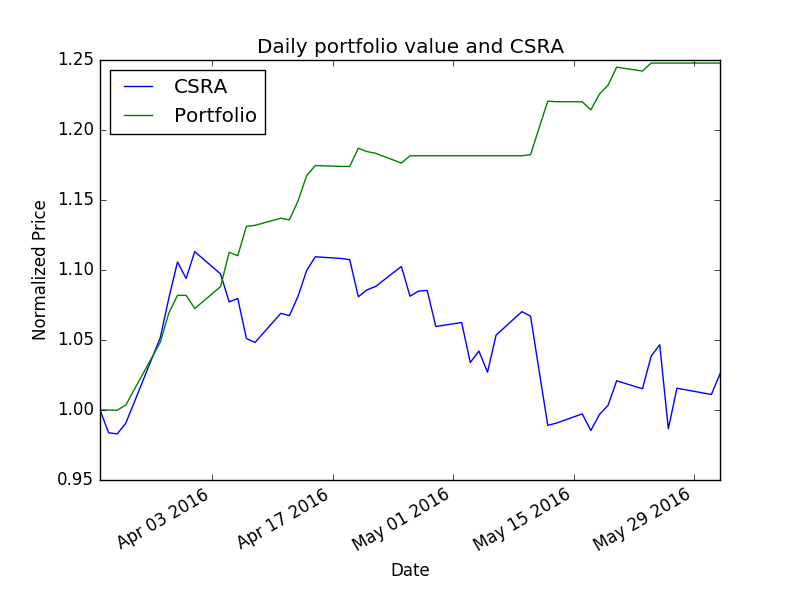 Daily portfolio value and CSRA
CSRA
Portfolio
Normalized Price
1.25
1.20
1.15
1.10
1.05
1.00
0.95
Apr 03 2016
Apr 17 2016
May 01 2016
May 15 2016
May 29 2016
Date